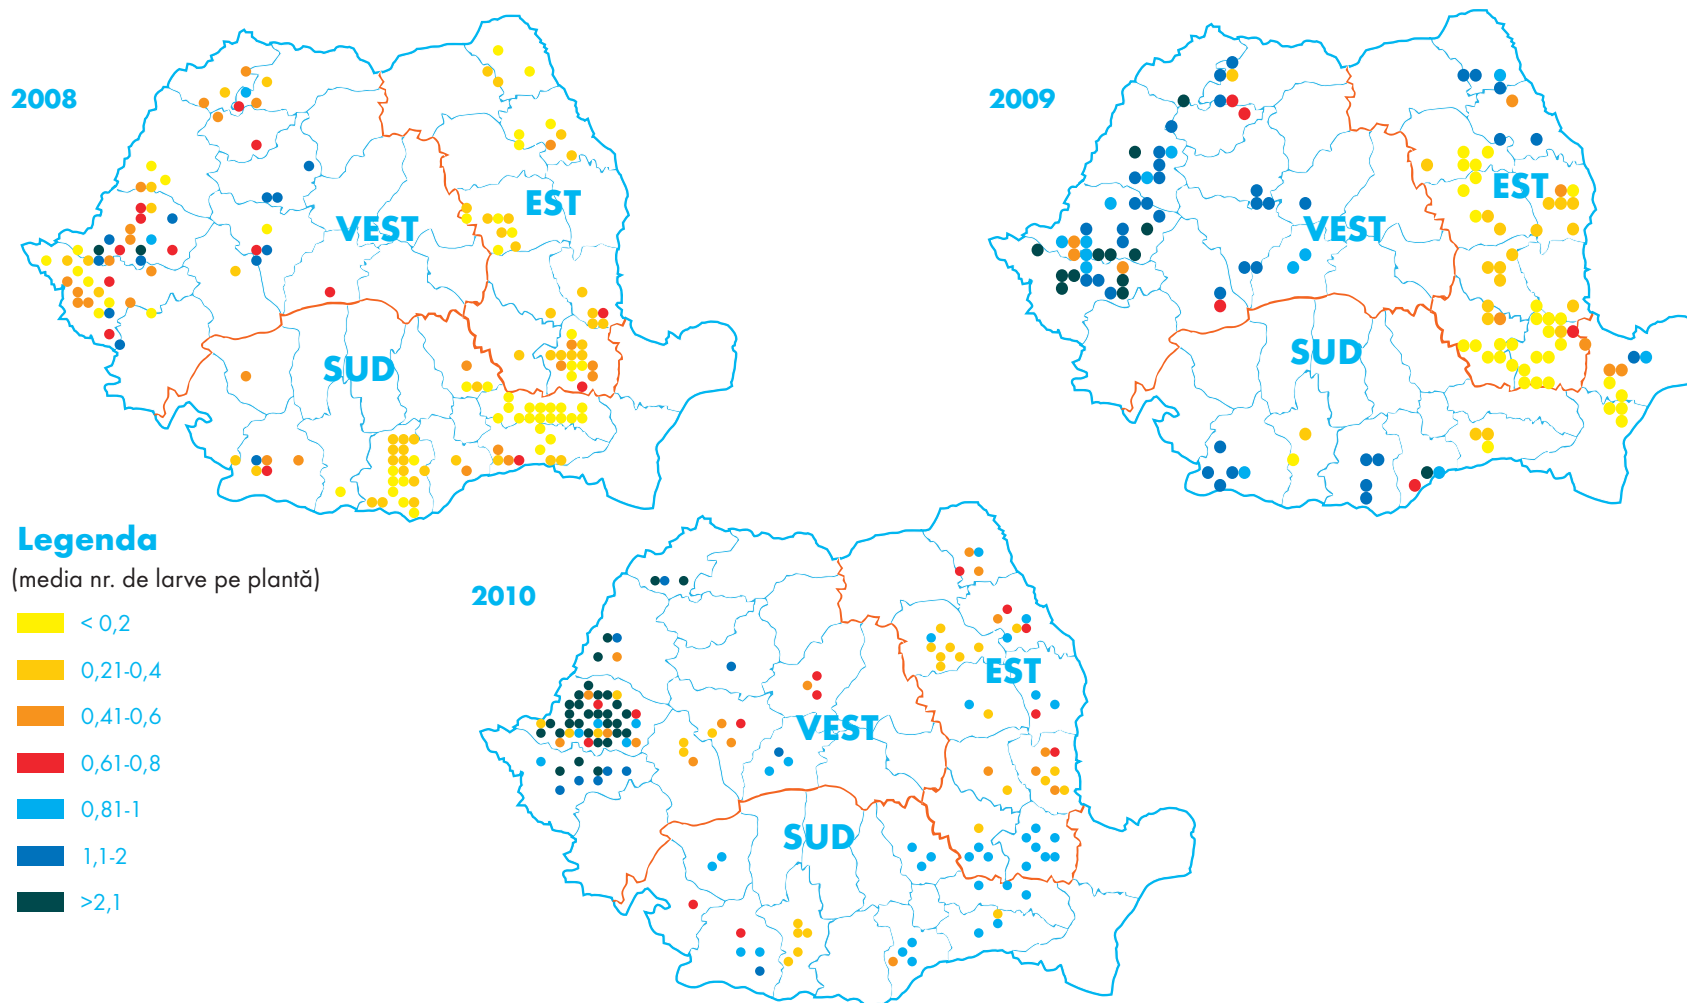 2008
VEST
EST
SUD
2009
VEST
EST
SUD
2010
VEST
EST
SUD
Legenda
(media nr. de larve pe plantă)
< 0,2
0,21-0,4
0,41-0,6
0,61-0,8
0,81-1
1,1-2
>2,1